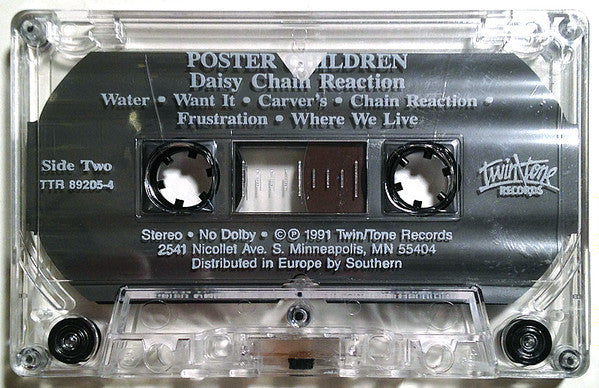 POSTER CHILDREN
Daisy Chain Reaction
Water • Want It • Carver's • Chain Reaction •
Frustration • Where We Live
Side Two
TTR 89205-4
Twin/Tone
RECORDS
Stereo • No Dolby • © ℗ 1991 Twin/Tone Records
2541 Nicollet Ave. S. Minneapolis, MN 55404
Distributed in Europe by Southern